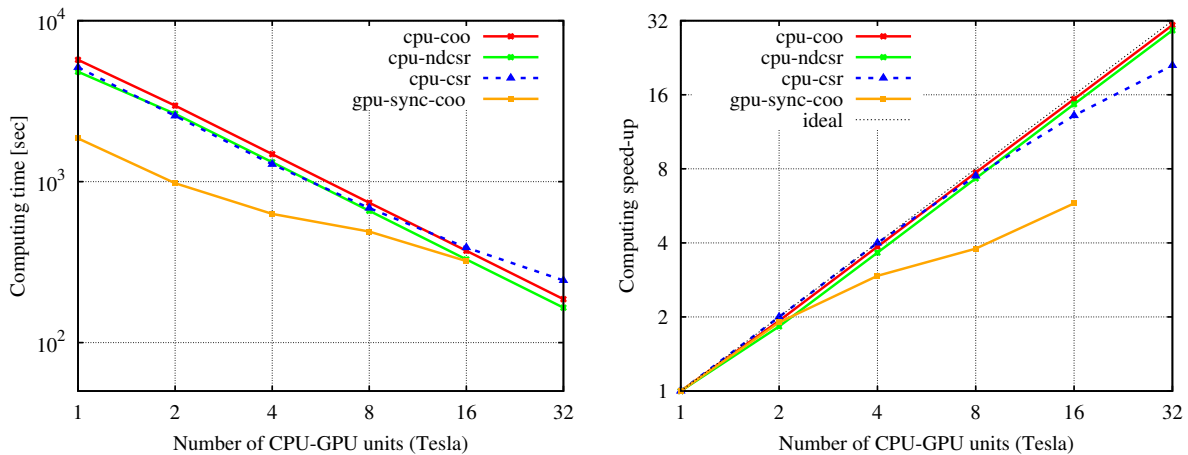 10^4
10^3
10^2
1 2 4 8 16 32
Computing time [sec]
Number of CPU-GPU units (Tesla)
cpu-coo
cpu-ndcsr
cpu-csr
gpu-sync-coo
32
16
8
4
2
1
1 2 4 8 16 32
Computing speed-up
Number of CPU-GPU units (Tesla)
cpu-coo
cpu-ndcsr
cpu-csr
gpu-sync-coo
ideal